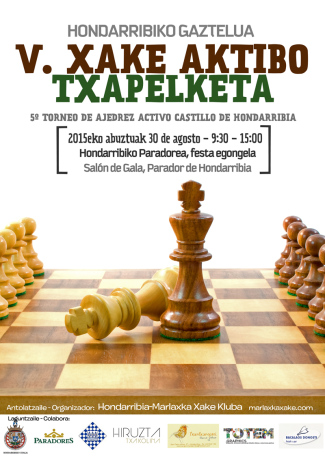 HONDARRIBIKO GAZTELUA
V. XAKE AKTIBO
TXAPELKETA
5º TORNEO DE AJEDREZ ACTIVO CASTILLO DE HONDARRIBIA
2015eko abuztuak 30 de agosto - 9:30 - 15:00
Hondarribiko Paradorea, festa egongela
Salón de Gala, Parador de Hondarribia
Antolatzaile - Organizador: Hondarribia-Marlaxka Xake Kluba marlaxkaxake.com
Laguntzaile - Colabora:
PARADORES
HIRUZTA
TXAKOLINA
TOTEM
GRAPHICS